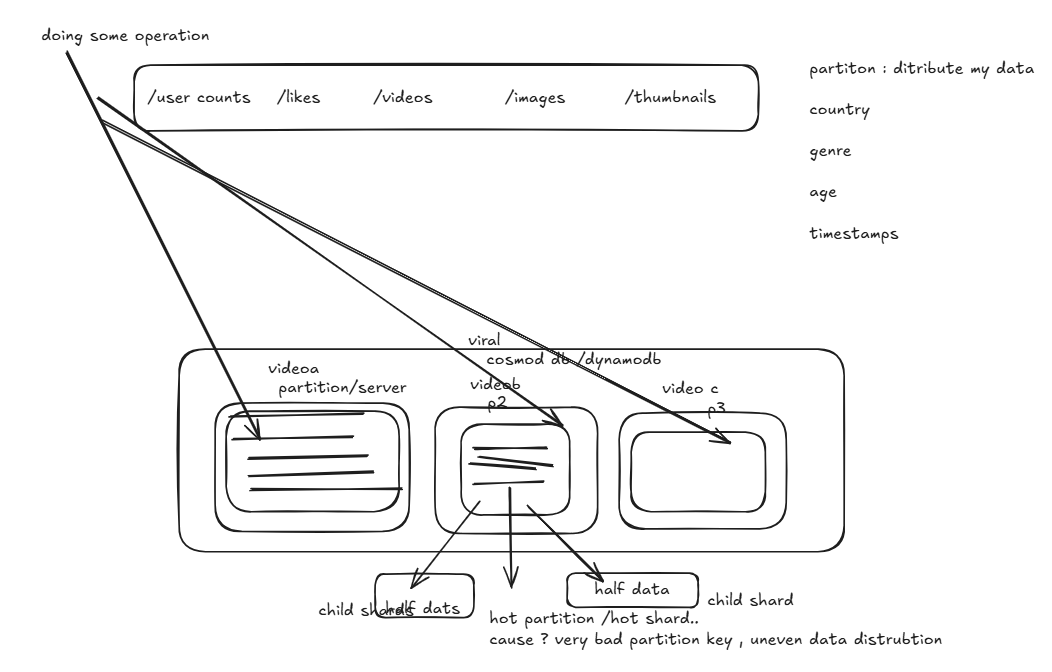 doing some operation
/user counts /likes /videos /images /thumbnails
partiton : ditribute my data
country
genre
age
timestamps
viral
cosmod db /dynamodb
videoa
partition/server
videob
p2
video c
p3
half dats
child shards
half data
child shard
hot partition /hot shard..
cause ? very bad partition key , uneven data distrubtion